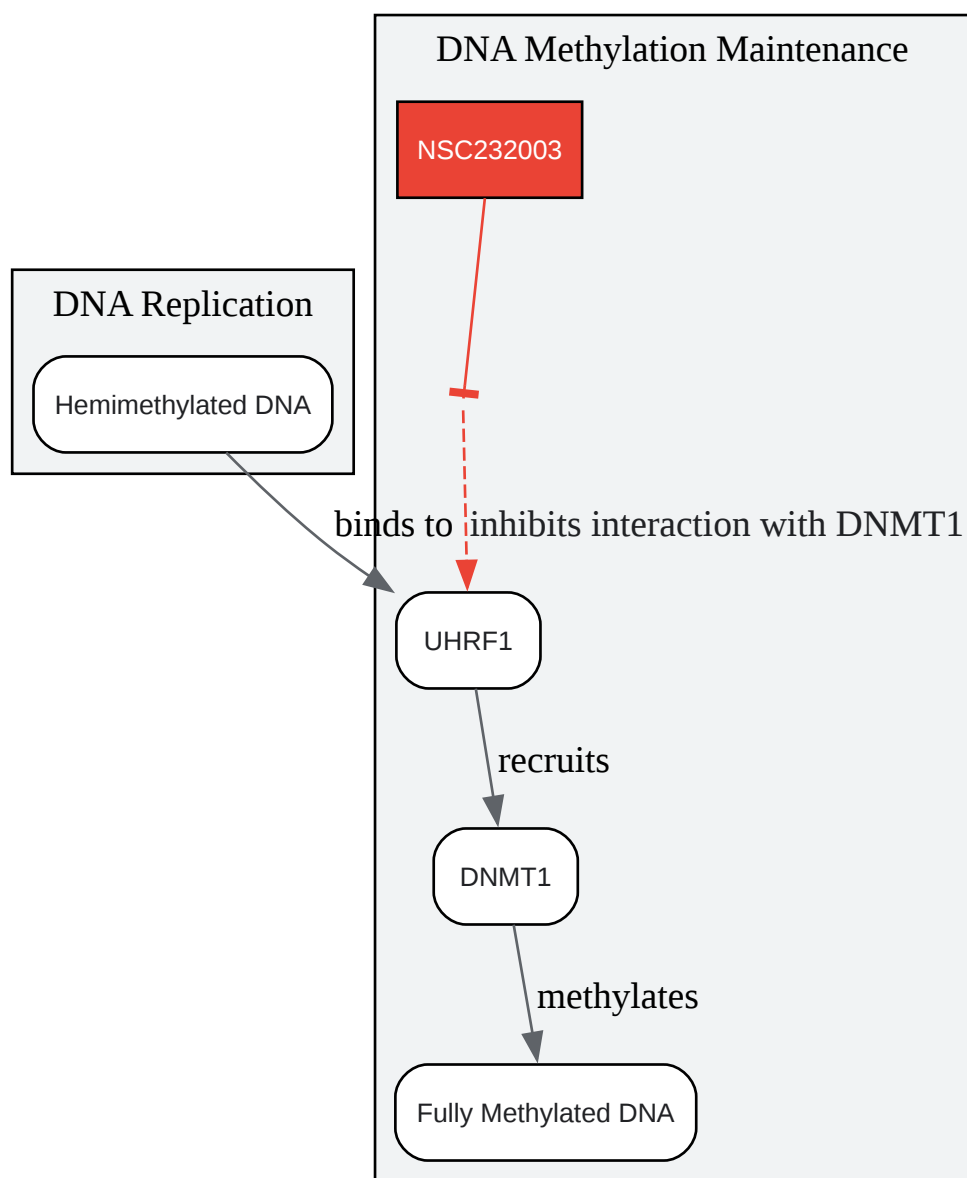 DNA Methylation Maintenance
NSC232003
DNA Replication
Hemimethylated DNA
binds to
inhibits interaction with DNMT1
UHRF1
recruits
DNMT1
methylates
Fully Methylated DNA